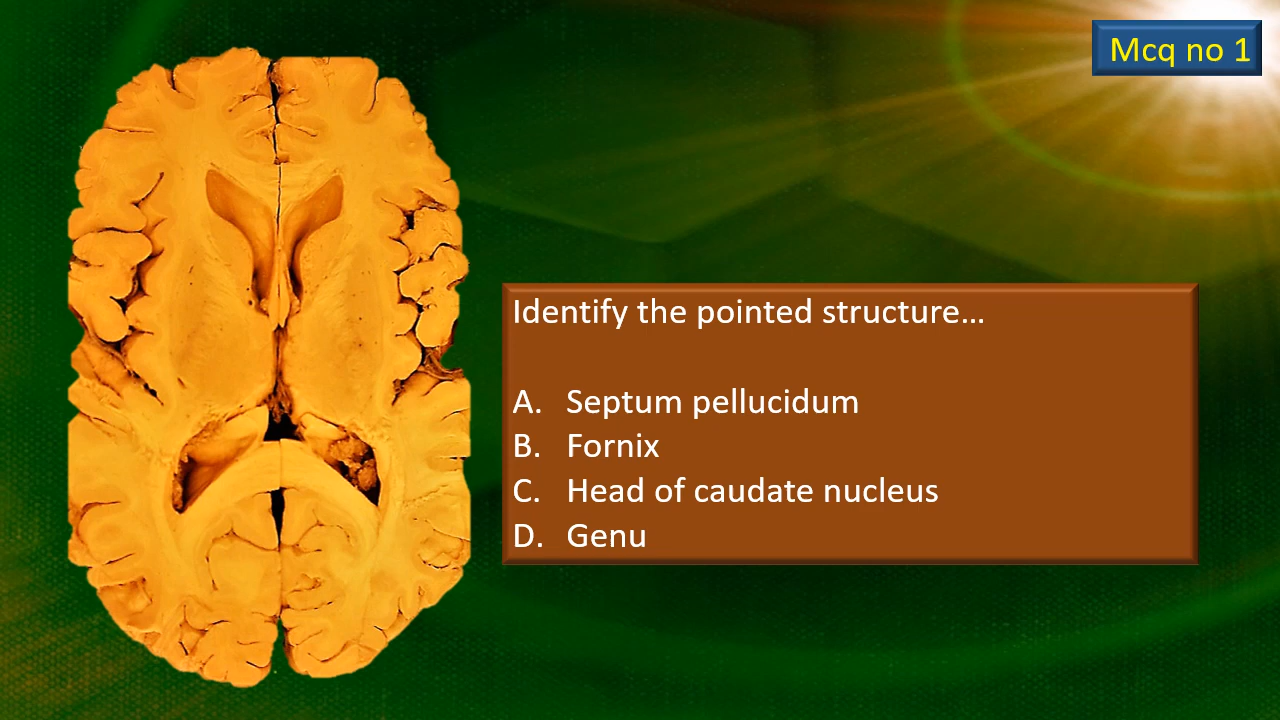 Mcq no 1
Identify the pointed structure…
A. Septum pellucidum
B. Fornix
C. Head of caudate nucleus
D. Genu